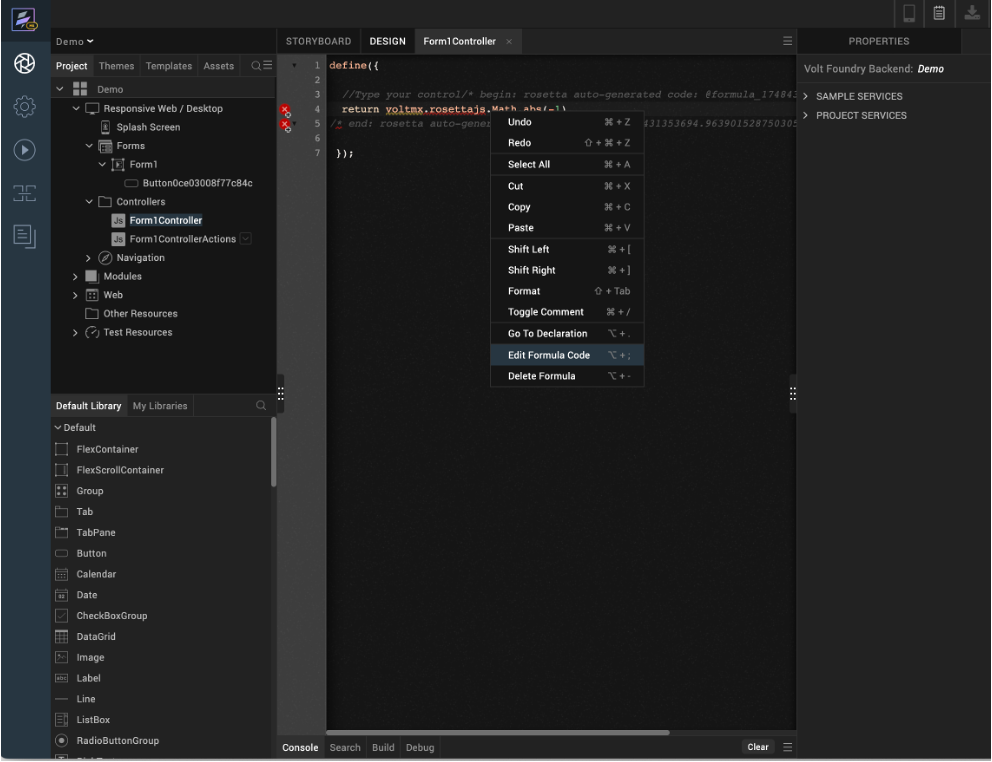 Demo
STORYBOARD DESIGN Form1Controller ×
PROPERTIES
Project Themes Templates Assets
Volt Foundry Backend: Demo
SAMPLE SERVICES
PROJECT SERVICES
Demo
Responsive Web / Desktop
Splash Screen
Forms
Form1
Button0ce03008f77c84c
Controllers
Js Form1Controller
Js Form1ControllerActions
Navigation
Modules
Web
Other Resources
Test Resources
1 define({
2
3 //Type your control/* begin: rosetta auto-generated code: @formula_174843
4 return voltmx.rosettajs.Math.abs(-1)
5 /* end: rosetta auto-gener 431353694.963901528750305
6
7 });
Undo ⌘ + Z
Redo ⇧ + ⌘ + Z
Select All ⌘ + A
Cut ⌘ + X
Copy ⌘ + C
Paste ⌘ + V
Shift Left ⌘ + [
Shift Right ⌘ + ]
Format ⇧ + Tab
Toggle Comment ⌘ + /
Go To Declaration ⌥ + .
Edit Formula Code ⌥ + ;
Delete Formula ⌥ + -
Default Library My Libraries
Default
FlexContainer
FlexScrollContainer
Group
Tab
TabPane
Button
Calendar
Date
CheckBoxGroup
DataGrid
Image
Label
Line
ListBox
RadioButtonGroup
Console Search Build Debug
Clear